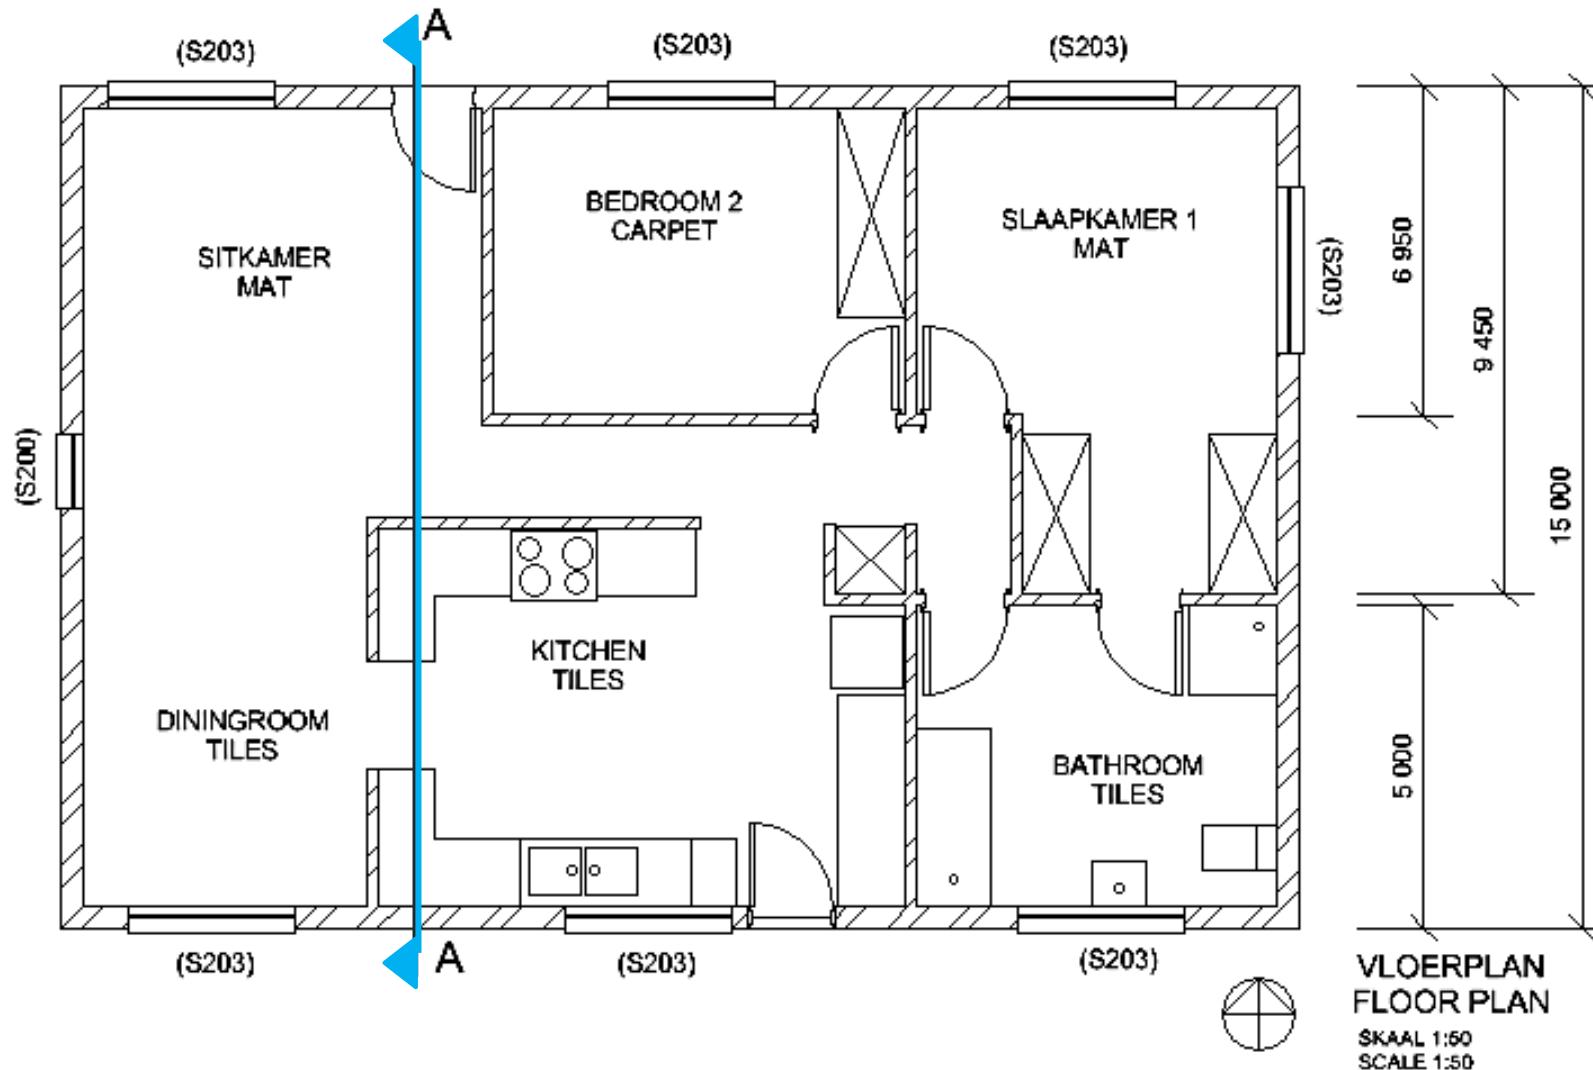 A
(S203)
(S203)
(S203)
BEDROOM 2
CARPET
SLAAPKAMER 1
MAT
SITKAMER
MAT
(S203)
6 950
9 450
15 000
(S200)
KITCHEN
TILES
DININGROOM
TILES
BATHROOM
TILES
5 000
A
(S203)
(S203)
(S203)
VLOERPLAN
FLOOR PLAN
SKAAL 1:50
SCALE 1:50